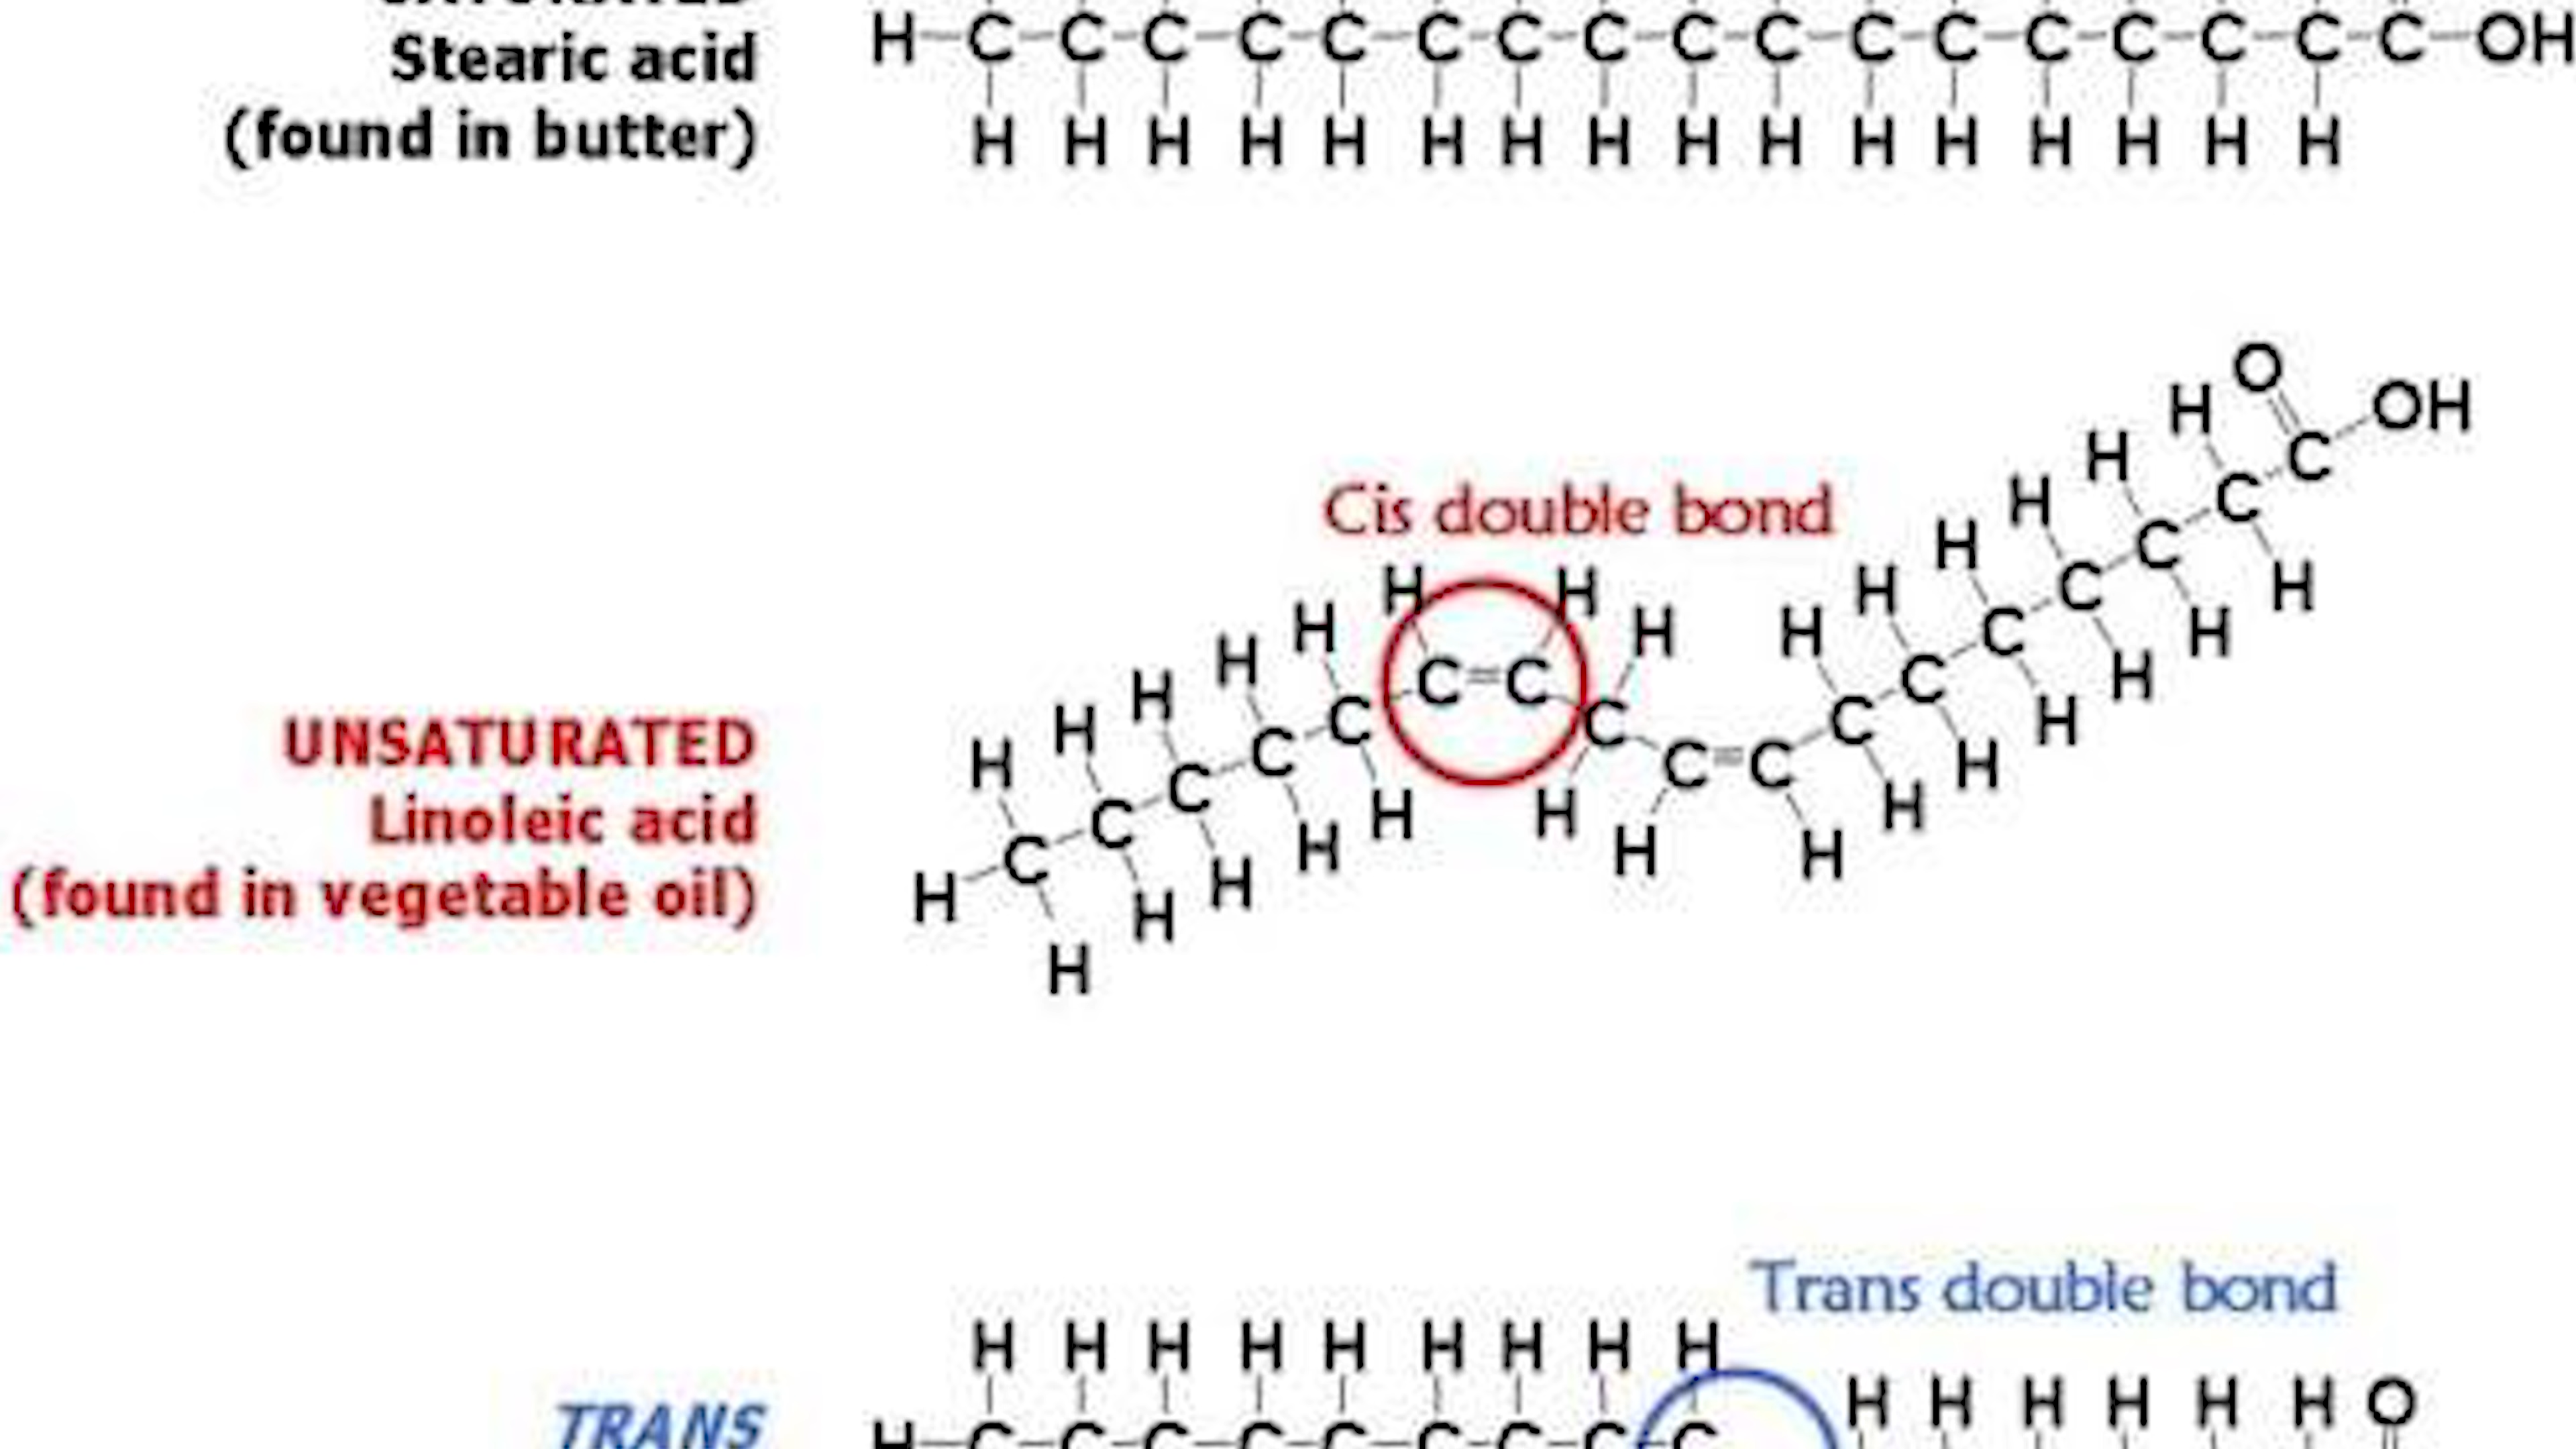 Stearic acid
(found in butter)
H-C-C-C-C-C-C-C-C-C-C-C-C-C-C-C-C-C-OH
H H H H H H H H H H H H H H H H
Cis double bond
UNSATURATED
Linoleic acid
(found in vegetable oil)
C=C
C=C
O
OH
Trans double bond
H H H H H H H H H
H H H H H H O
TRANS